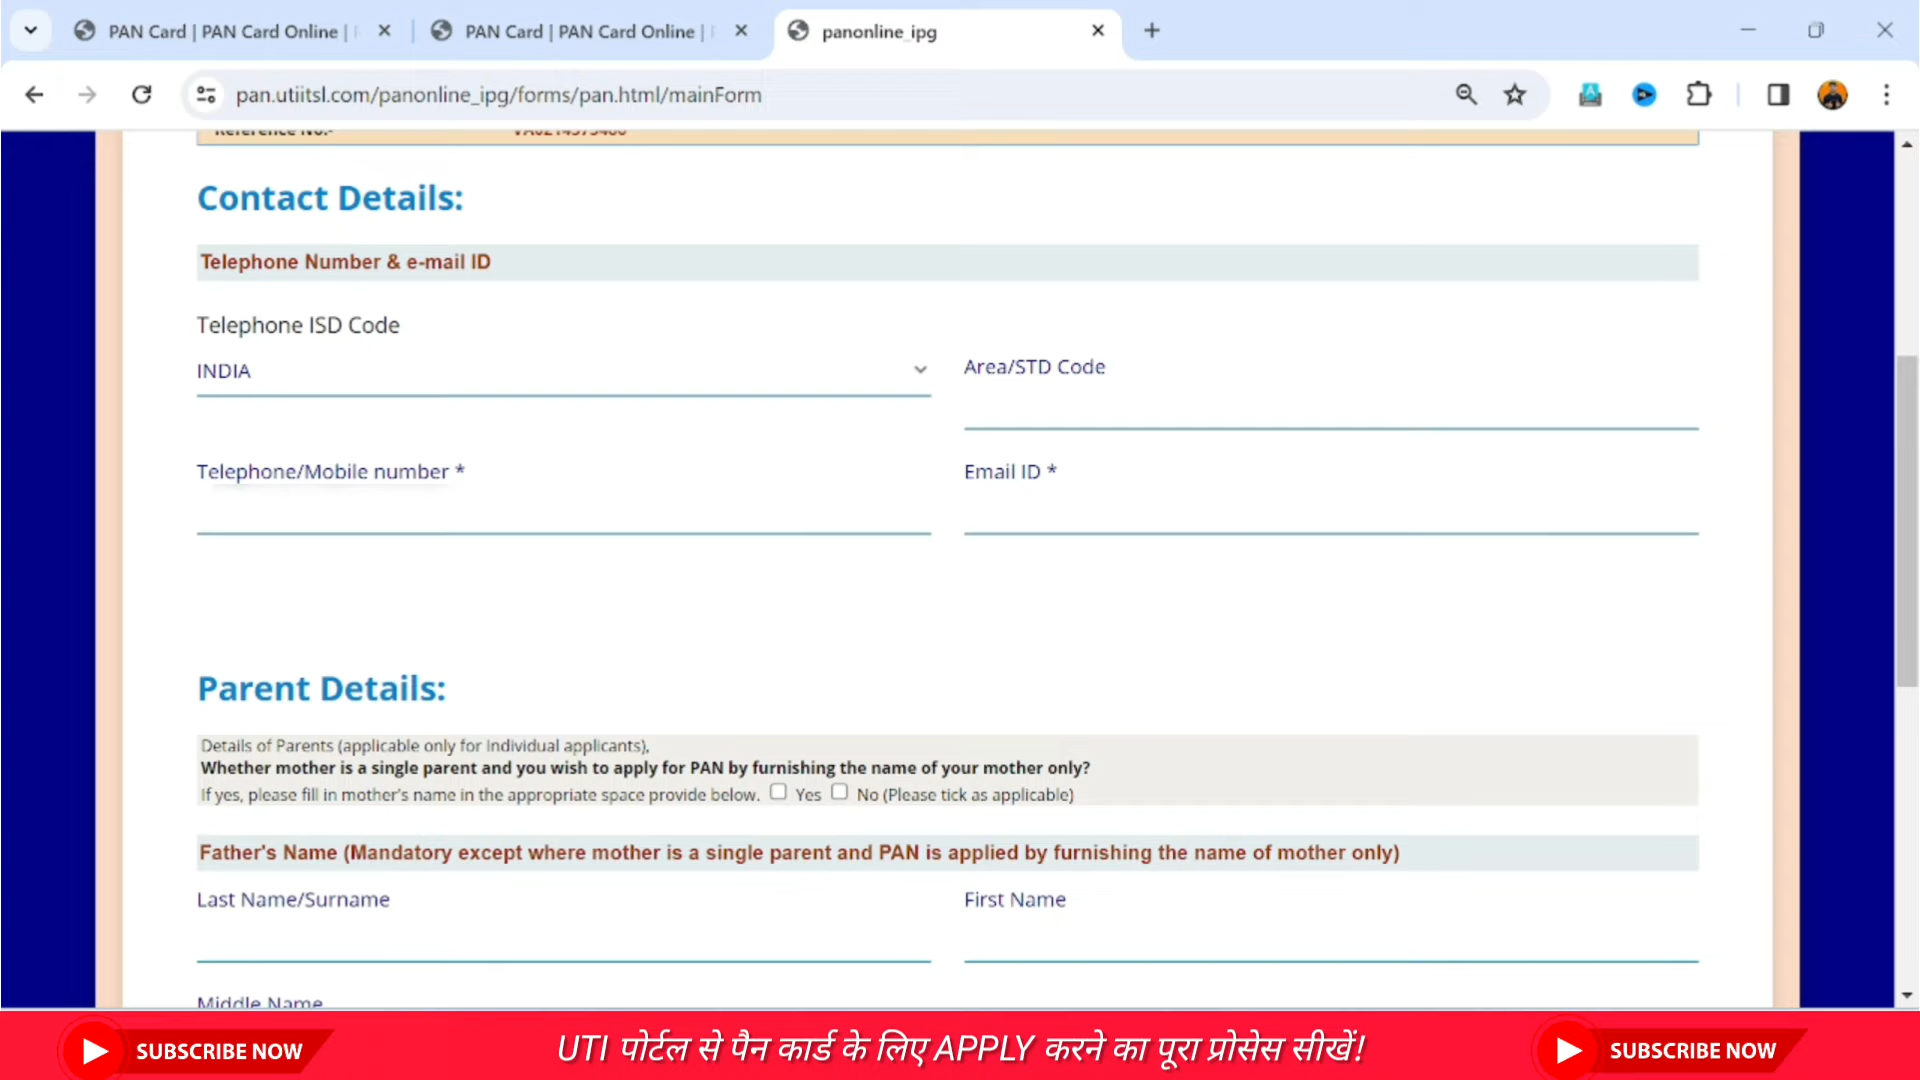 PAN Card | PAN Card Online |
PAN Card | PAN Card Online |
panonline_ipg
pan.utiitsl.com/panonline_ipg/forms/pan.html/mainForm
Reference No.-
Contact Details:
Telephone Number & e-mail ID
Telephone ISD Code
INDIA
Area/STD Code
Telephone/Mobile number *
Email ID *
Parent Details:
Details of Parents (applicable only for Individual applicants),
Whether mother is a single parent and you wish to apply for PAN by furnishing the name of your mother only?
If yes, please fill in mother's name in the appropriate space provide below. Yes No (Please tick as applicable)
Father's Name (Mandatory except where mother is a single parent and PAN is applied by furnishing the name of mother only)
Last Name/Surname
First Name
Middle Name
SUBSCRIBE NOW
UTI पोर्टल से पैन कार्ड के लिए APPLY करने का पूरा प्रोसेस सीखें!
SUBSCRIBE NOW